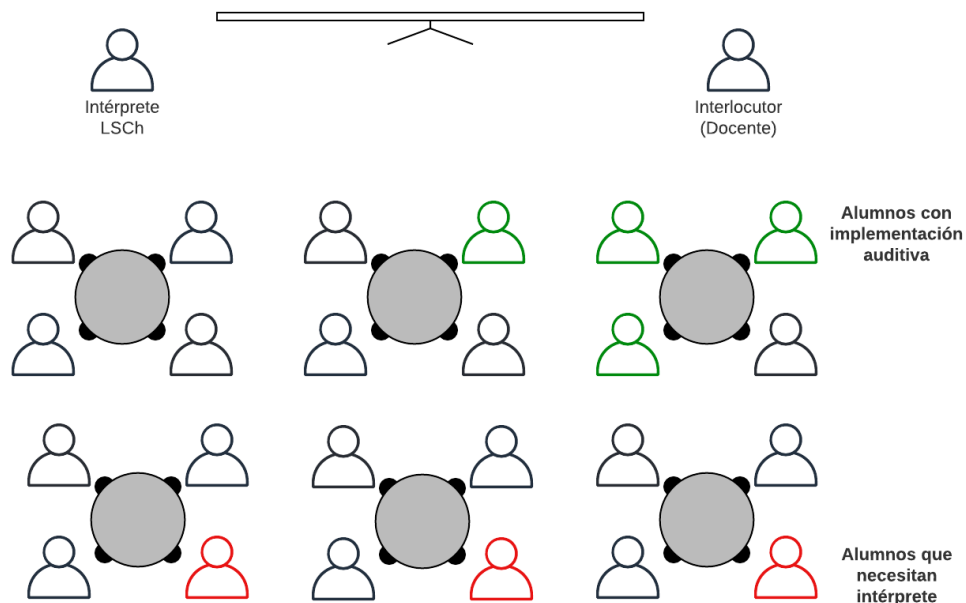 Intérprete
LSCh
Interlocutor
(Docente)
Alumnos con
implementación
auditiva
Alumnos que
necesitan
intérprete